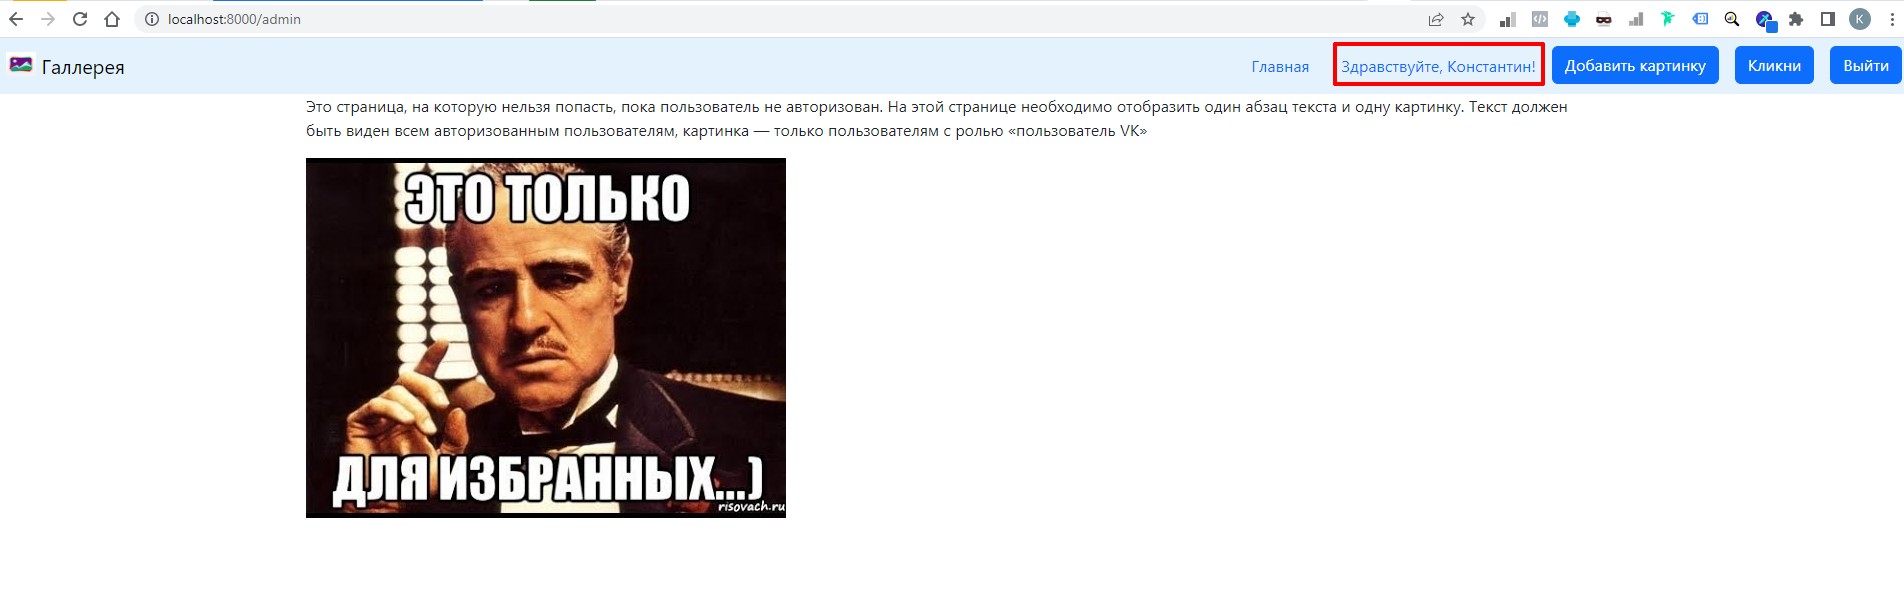 localhost:8000/admin
K
Галлерея
Главная
Здравствуйте, Константин!
Добавить картинку
Кликни
Выйти
Это страница, на которую нельзя попасть, пока пользователь не авторизован. На этой странице необходимо отобразить один абзац текста и одну картинку. Текст должен
быть виден всем авторизованным пользователям, картинка — только пользователям с ролью «пользователь VK»
ЭТО ТОЛЬКО
ДЛЯ ИЗБРАННЫХ...)
risovach.ru